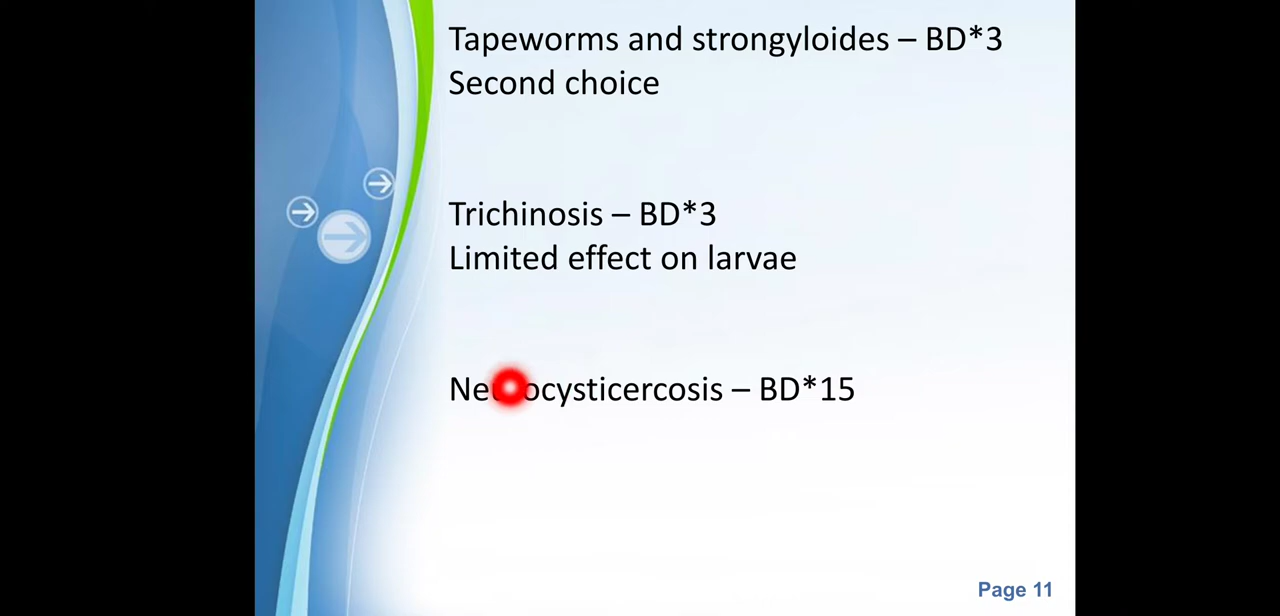 Tapeworms and strongyloides – BD*3
Second choice
Trichinosis – BD*3
Limited effect on larvae
Neurocysticercosis – BD*15
Page 11